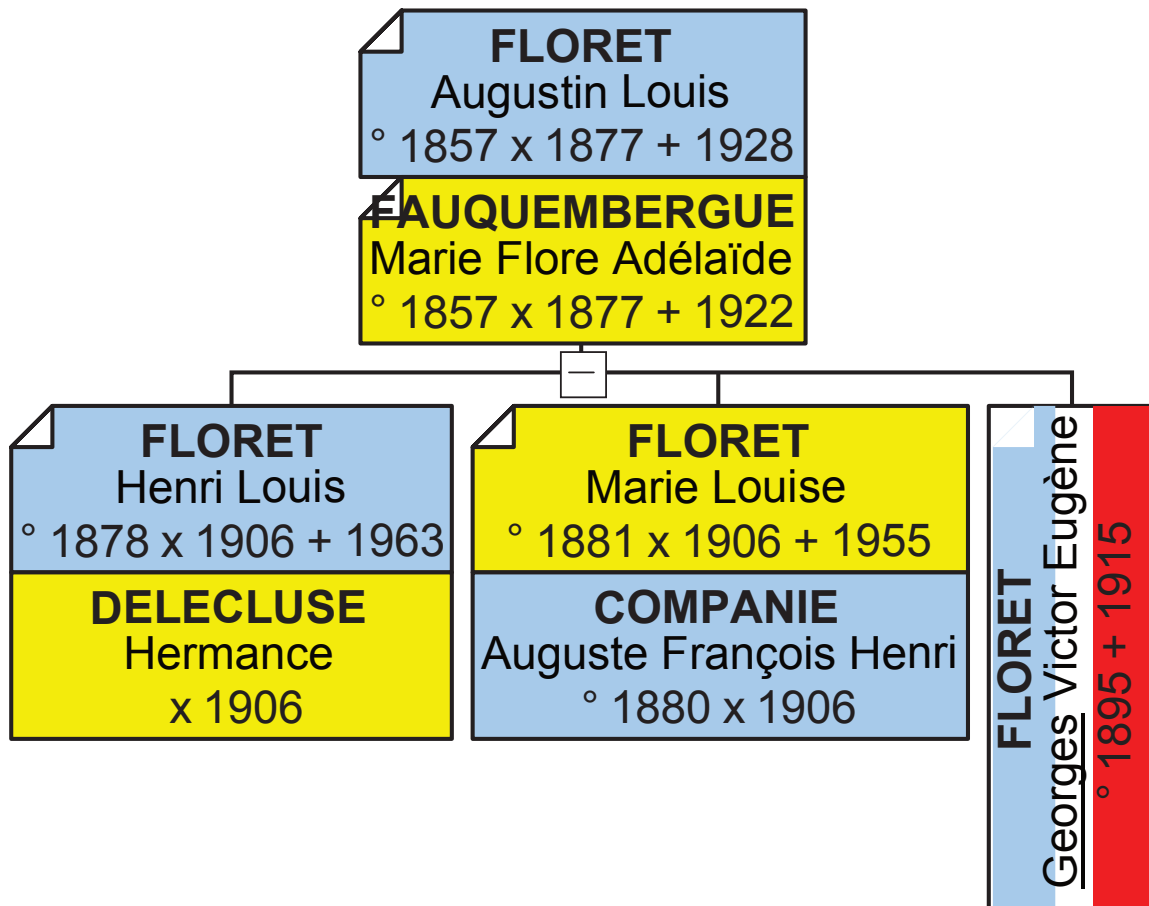 FLORET
Augustin Louis
° 1857 x 1877 + 1928
FAUQUEMBERGUE
Marie Flore Adélaïde
° 1857 x 1877 + 1922
FLORET
Henri Louis
° 1878 x 1906 + 1963
DELECLUSE
Hermance
x 1906
FLORET
Marie Louise
° 1881 x 1906 + 1955
COMPANIE
Auguste François Henri
° 1880 x 1906
FLORET
Georges Victor Eugène
° 1895 + 1915